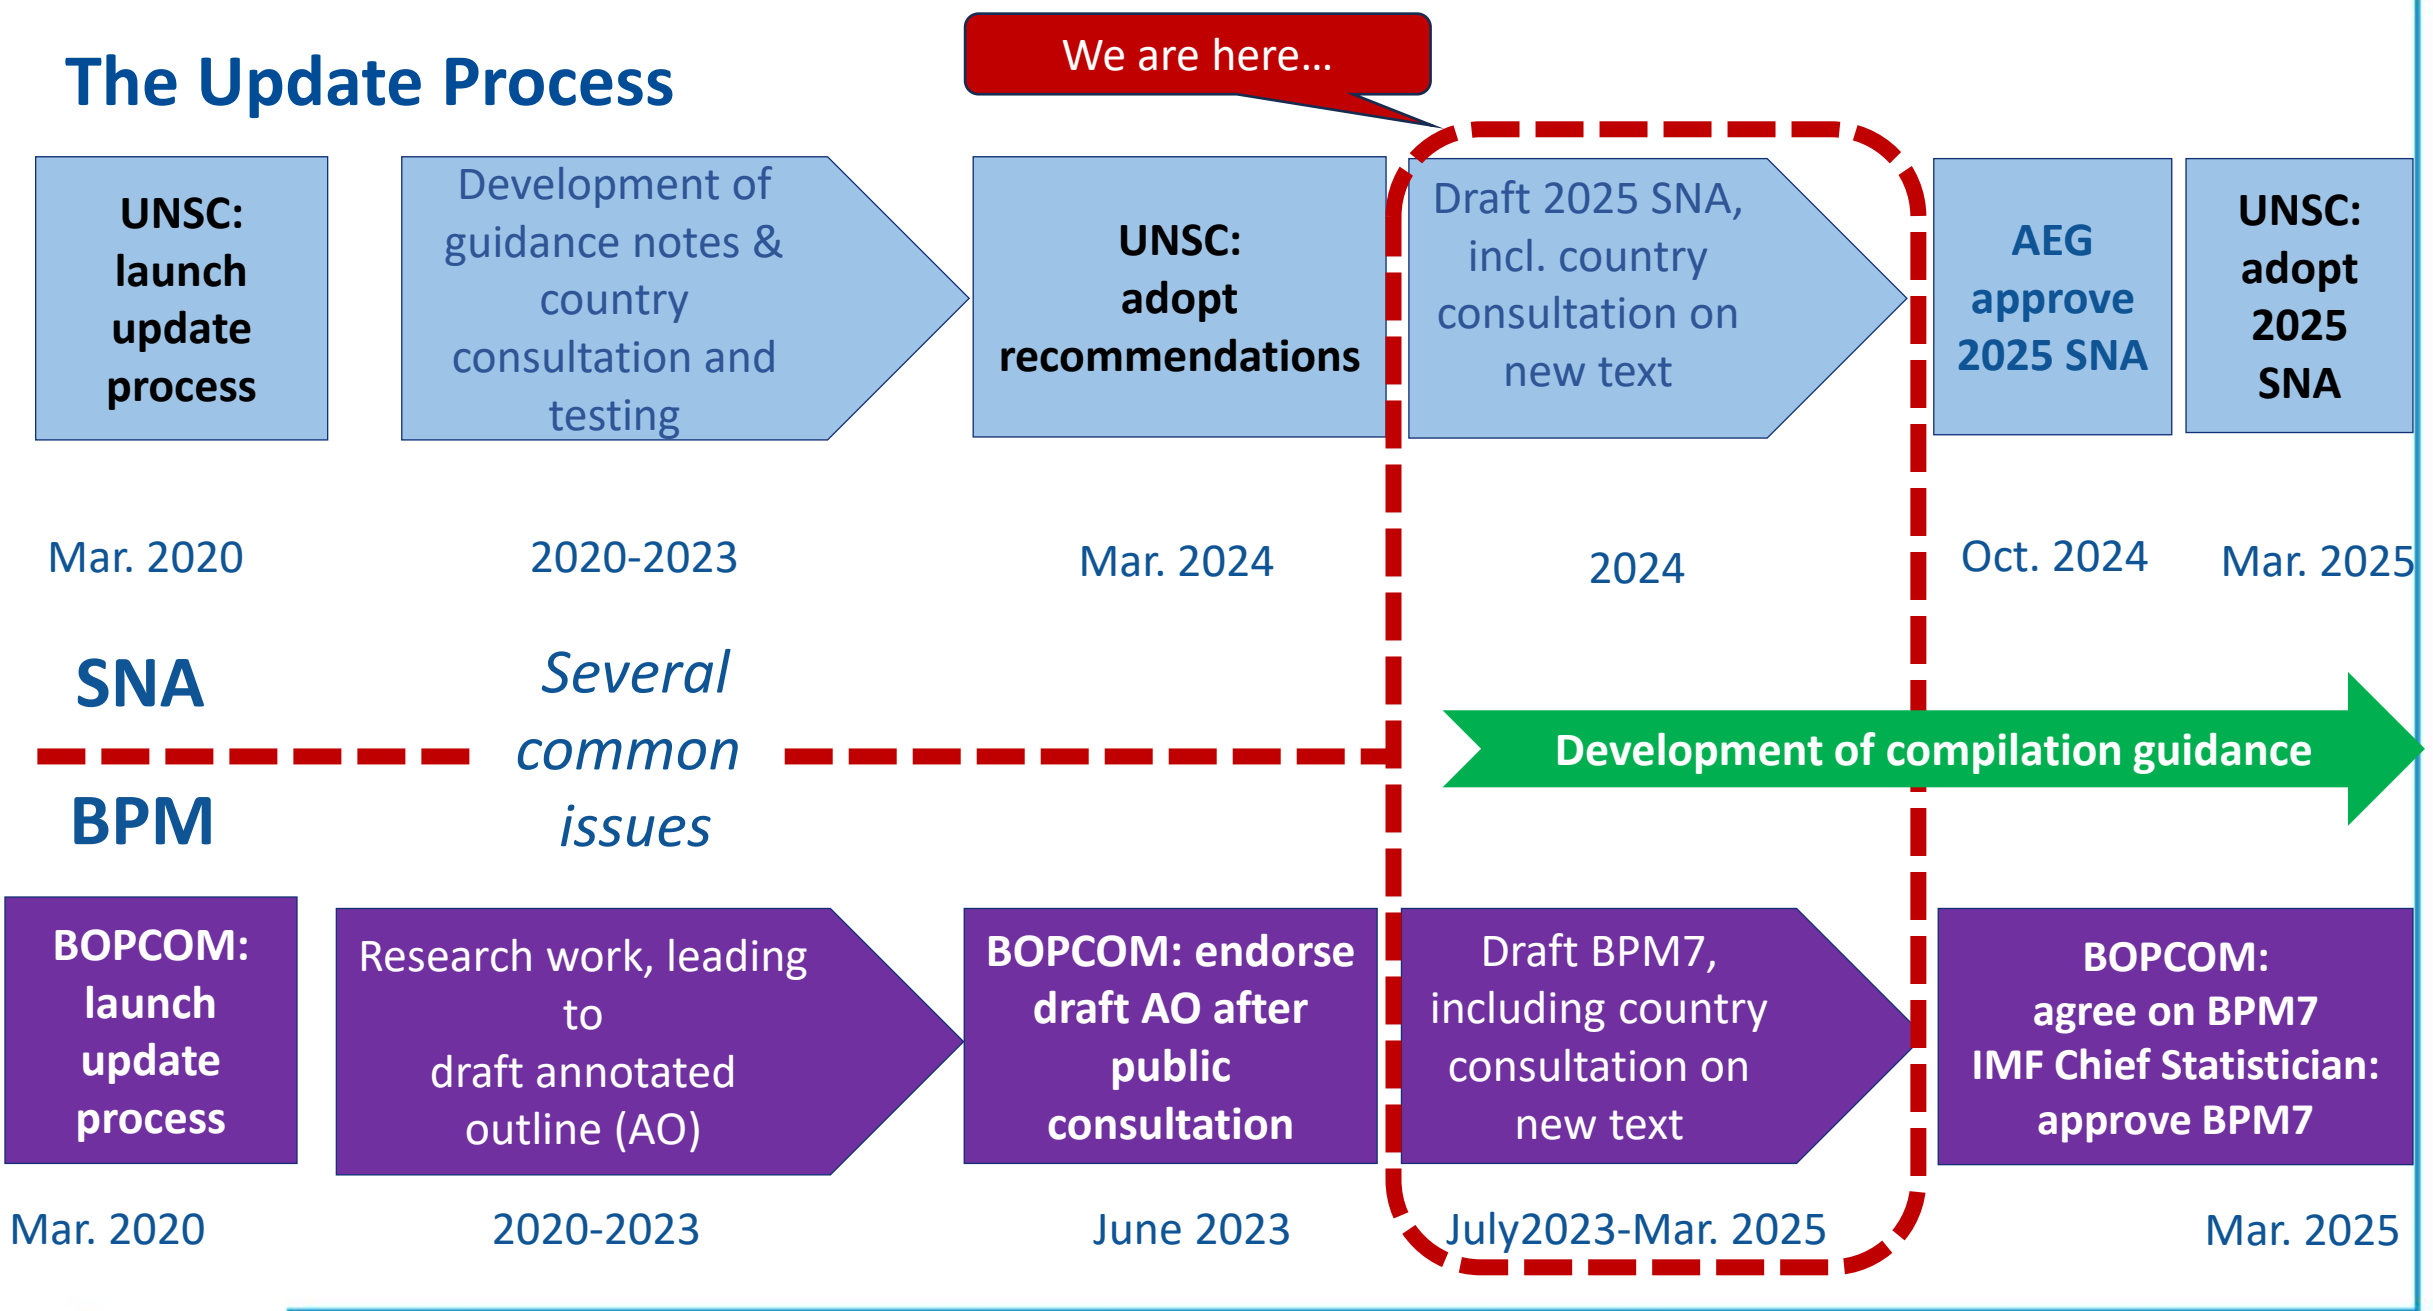 The Update Process
We are here...
UNSC:
launch
update
process
Development of
guidance notes &
country
consultation and
testing
UNSC:
adopt
recommendations
Draft 2025 SNA,
incl. country
consultation on
new text
AEG
approve
2025 SNA
UNSC:
adopt
2025
SNA
Mar. 2020
2020-2023
Mar. 2024
2024
Oct. 2024
Mar. 2025
SNA
Several
common
issues
BPM
Development of compilation guidance
BOPCOM:
launch
update
process
Research work, leading
to
draft annotated
outline (AO)
BOPCOM: endorse
draft AO after
public
consultation
Draft BPM7,
including country
consultation on
new text
BOPCOM:
agree on BPM7
IMF Chief Statistician:
approve BPM7
Mar. 2020
2020-2023
June 2023
July2023-Mar. 2025
Mar. 2025